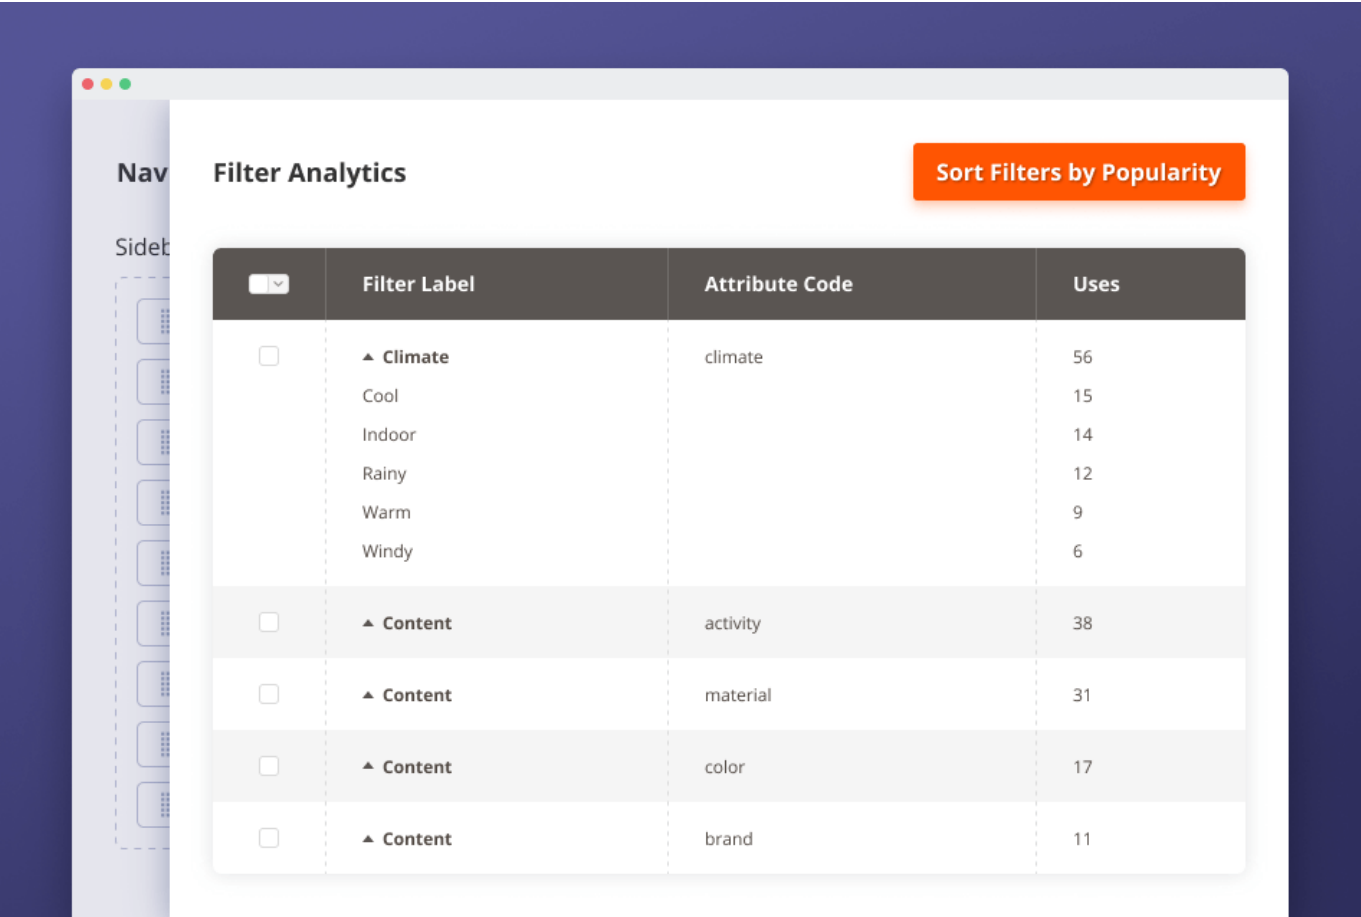 Nav
Filter Analytics
Sort Filters by Popularity
Sideb
Filter Label Attribute Code Uses
Climate climate 56
Cool 15
Indoor 14
Rainy 12
Warm 9
Windy 6
Content activity 38
Content material 31
Content color 17
Content brand 11